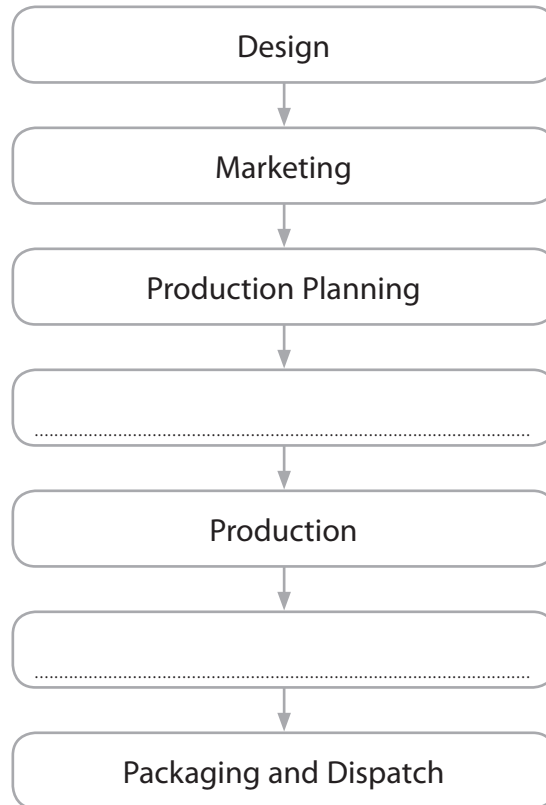 Design
Marketing
Production Planning
Production
Packaging and Dispatch